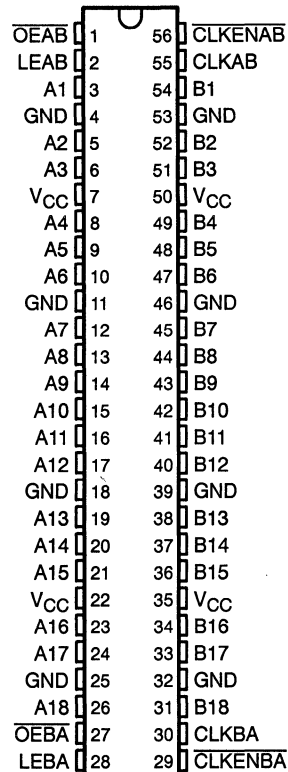 OEAB 1 56 CLKENAB
LEAB 2 55 CLKAB
A1 3 54 B1
GND 4 53 GND
A2 5 52 B2
A3 6 51 B3
VCC 7 50 VCC
A4 8 49 B4
A5 9 48 B5
A6 10 47 B6
GND 11 46 GND
A7 12 45 B7
A8 13 44 B8
A9 14 43 B9
A10 15 42 B10
A11 16 41 B11
A12 17 40 B12
GND 18 39 GND
A13 19 38 B13
A14 20 37 B14
A15 21 36 B15
VCC 22 35 VCC
A16 23 34 B16
A17 24 33 B17
GND 25 32 GND
A18 26 31 B18
OEBA 27 30 CLKBA
LEBA 28 29 CLKENBA